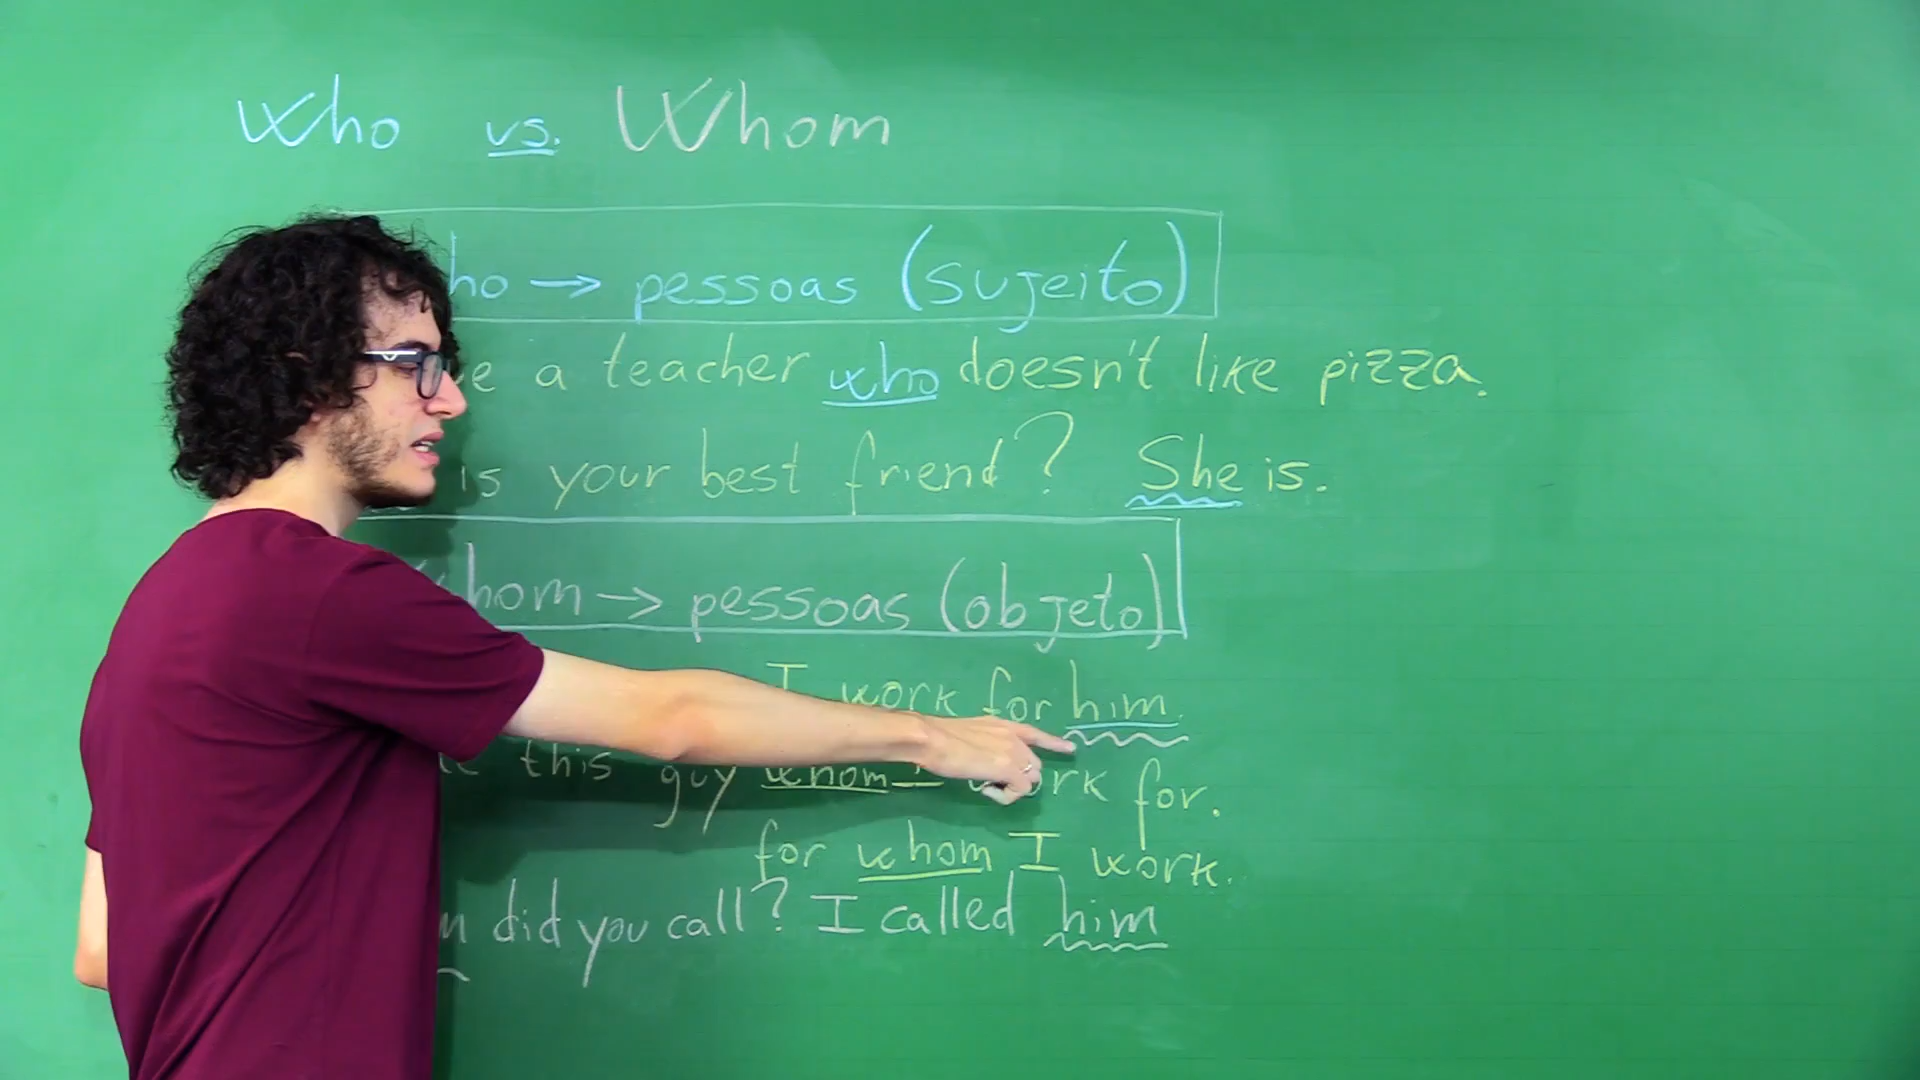 Who vs. Whom
ho → pessoas (sujeito)
e a teacher who doesn't like pizza.
is your best friend? She is.
whom → pessoas (objeto)
I work for him.
this guy whom I work for.
for whom I work.
did you call? I called him